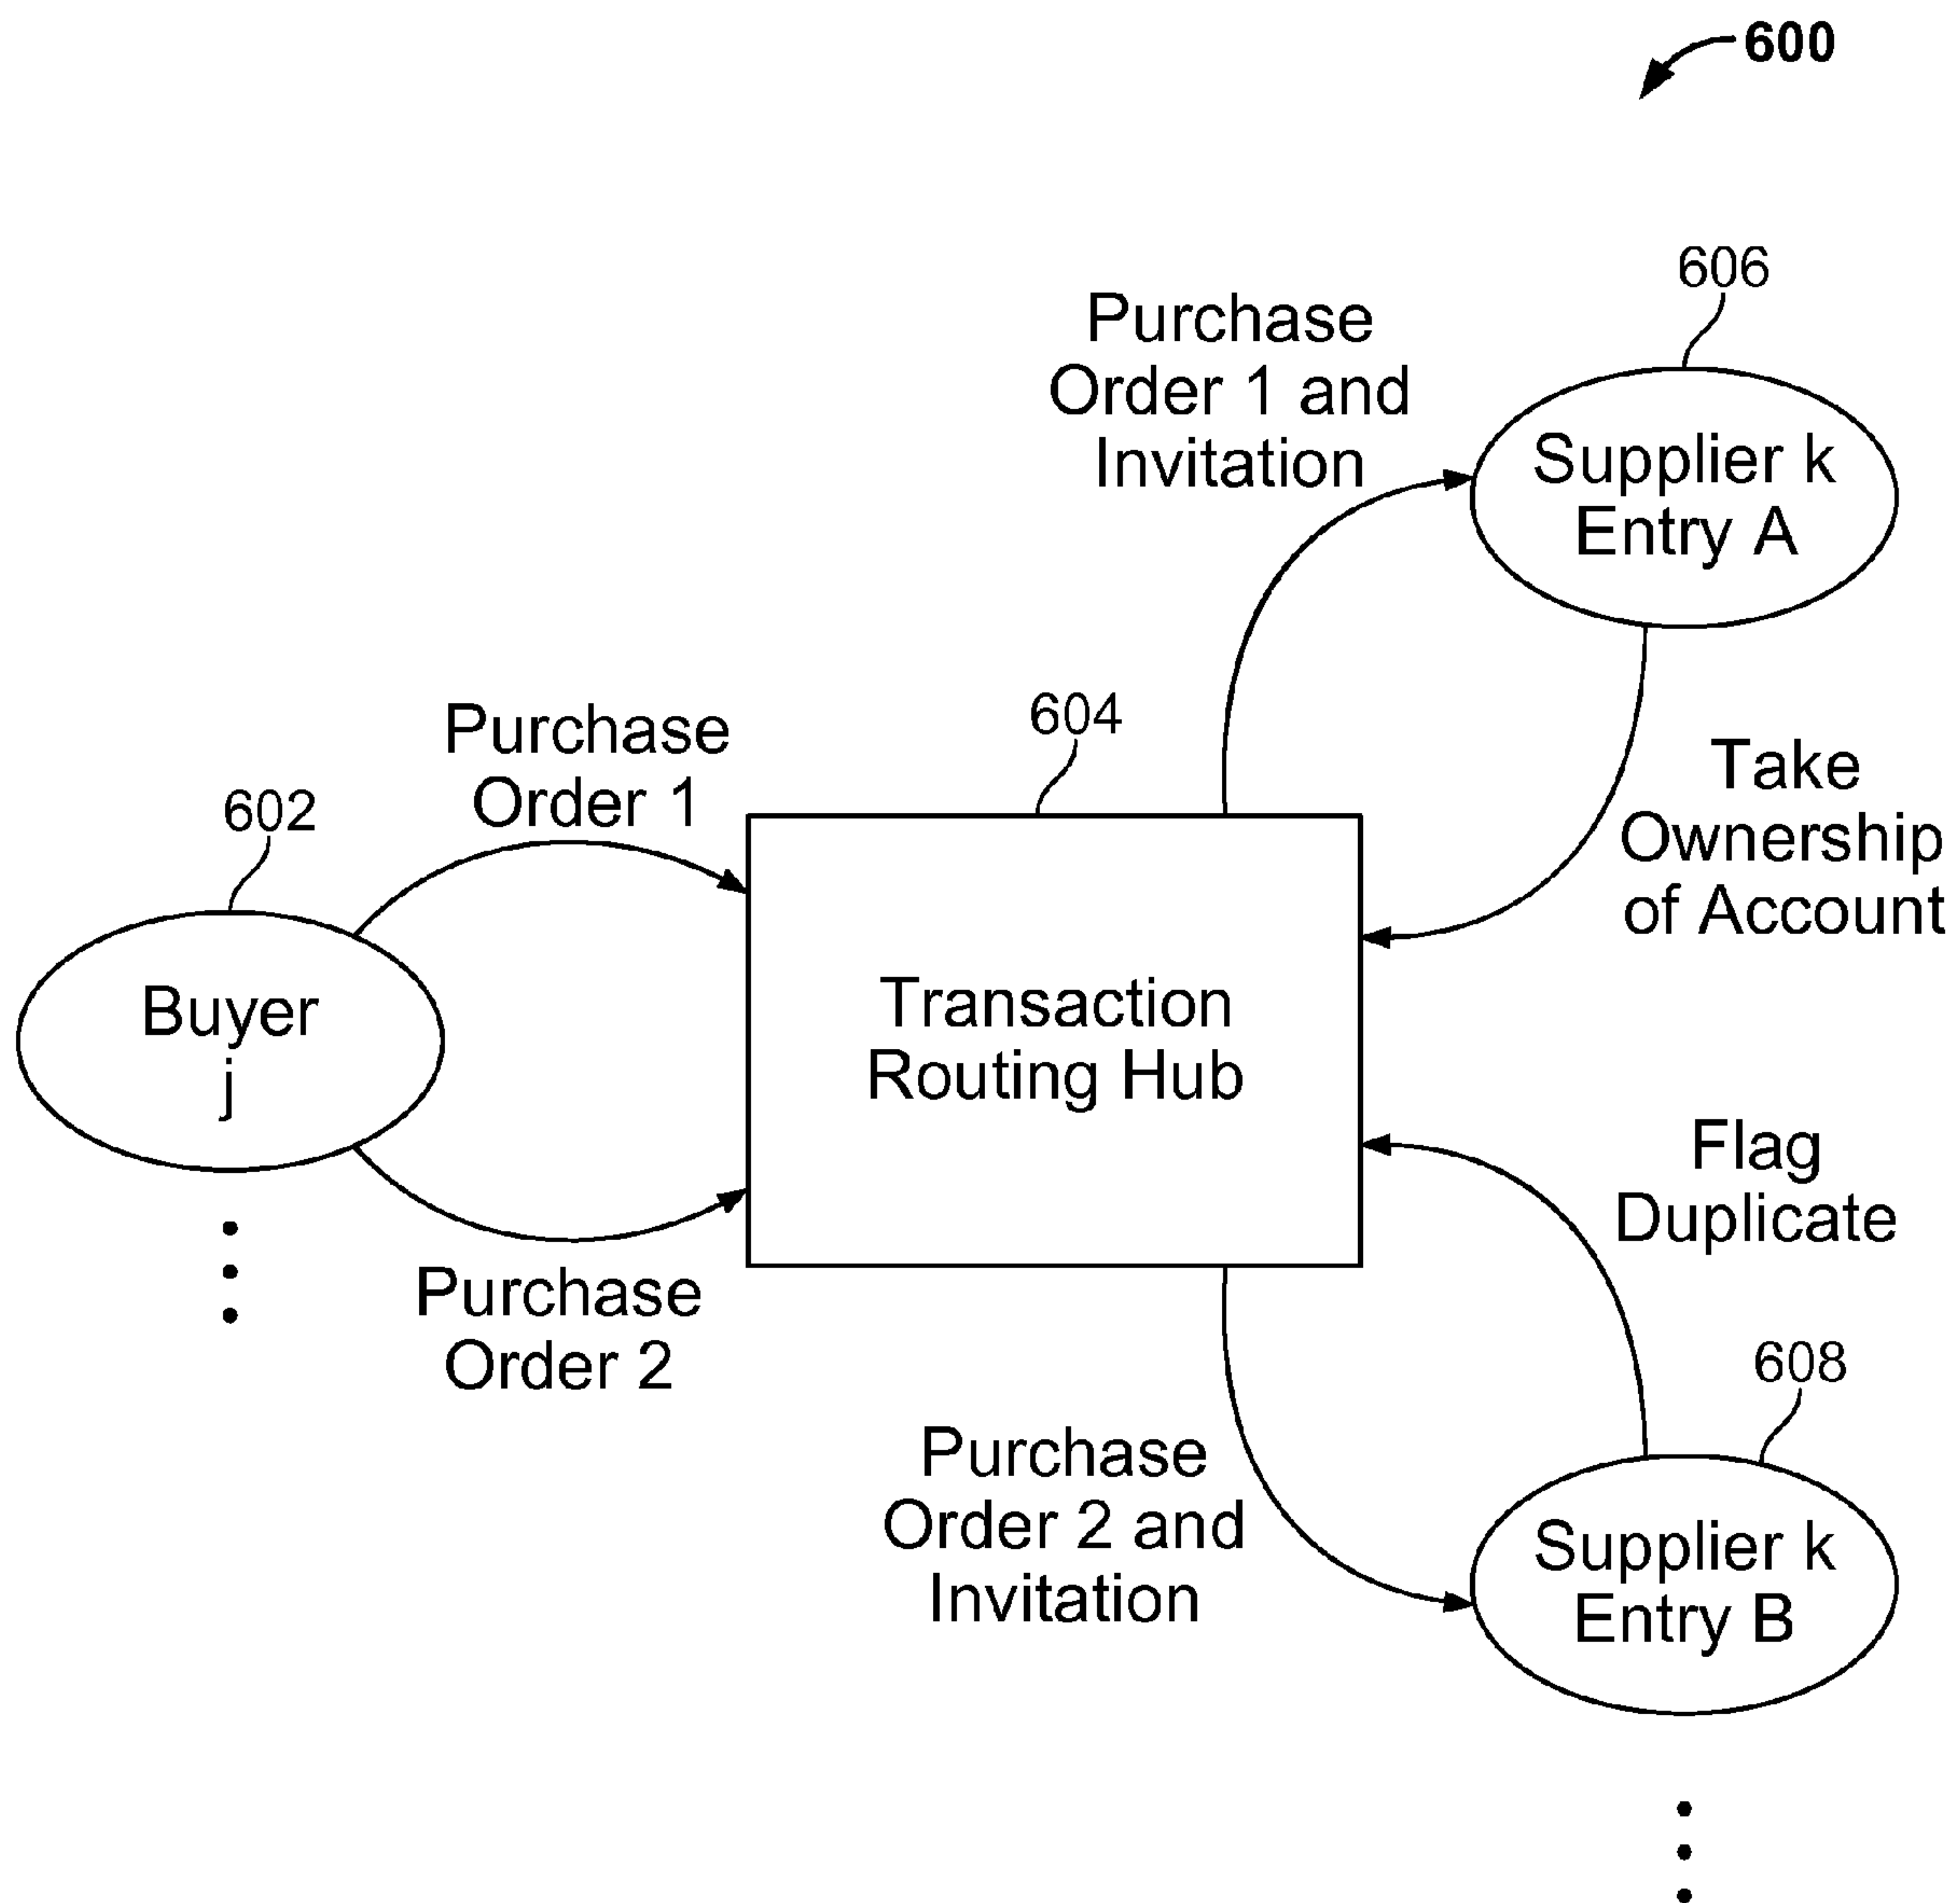 600
606
Purchase
Order 1 and
Invitation
Supplier k
Entry A
604
Purchase
Order 1
602
Take
Ownership
of Account
Buyer
j
Transaction
Routing Hub
Flag
Duplicate
Purchase
Order 2
608
Purchase
Order 2 and
Invitation
Supplier k
Entry B